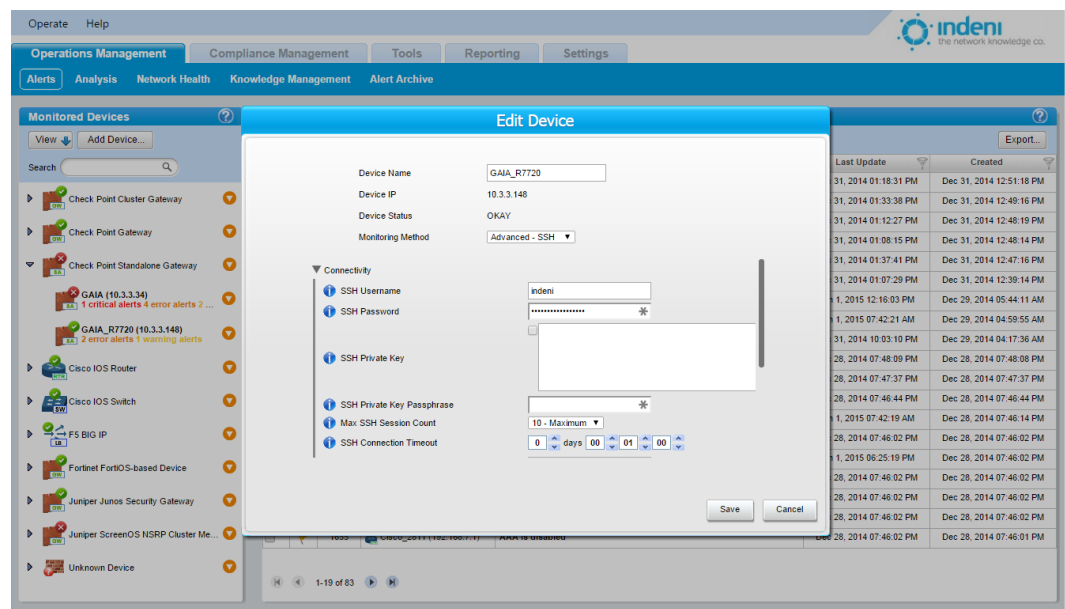 Operate Help
indeni
the network knowledge co.
Operations Management Compliance Management Tools Reporting Settings
Alerts Analysis Network Health Knowledge Management Alert Archive
Monitored Devices
View Add Device...
Search
Check Point Cluster Gateway
Check Point Gateway
Check Point Standalone Gateway
GAIA (10.3.3.34)
1 critical alerts 4 error alerts 2 ...
GAIA_R7720 (10.3.3.148)
2 error alerts 1 warning alerts
Cisco IOS Router
Cisco IOS Switch
F5 BIG IP
Fortinet FortiOS-based Device
Juniper Junos Security Gateway
Juniper ScreenOS NSRP Cluster Me...
Unknown Device
Edit Device
Device Name GAIA_R7720
Device IP 10.3.3.148
Device Status OKAY
Monitoring Method Advanced - SSH
Connectivity
SSH Username indeni
SSH Password
SSH Private Key
SSH Private Key Passphrase
Max SSH Session Count 10 - Maximum
SSH Connection Timeout 0 days 00 01 00
Save Cancel
Export...
Last Update Created
31, 2014 01:18:31 PM Dec 31, 2014 12:51:18 PM
31, 2014 01:33:38 PM Dec 31, 2014 12:49:16 PM
31, 2014 01:12:27 PM Dec 31, 2014 12:48:19 PM
31, 2014 01:08:15 PM Dec 31, 2014 12:48:14 PM
31, 2014 01:37:41 PM Dec 31, 2014 12:47:16 PM
31, 2014 01:07:29 PM Dec 31, 2014 12:39:14 PM
1, 2015 12:16:03 PM Dec 29, 2014 05:44:11 AM
1, 2015 07:42:21 AM Dec 29, 2014 04:59:55 AM
31, 2014 10:03:10 PM Dec 29, 2014 04:17:36 AM
28, 2014 07:48:09 PM Dec 28, 2014 07:48:08 PM
28, 2014 07:47:37 PM Dec 28, 2014 07:47:37 PM
28, 2014 07:46:44 PM Dec 28, 2014 07:46:44 PM
1, 2015 07:42:19 AM Dec 28, 2014 07:46:14 PM
28, 2014 07:46:02 PM Dec 28, 2014 07:46:02 PM
1, 2015 06:25:19 PM Dec 28, 2014 07:46:02 PM
28, 2014 07:46:02 PM Dec 28, 2014 07:46:02 PM
28, 2014 07:46:02 PM Dec 28, 2014 07:46:02 PM
28, 2014 07:46:02 PM Dec 28, 2014 07:46:02 PM
AAA is disabled Dec 28, 2014 07:46:02 PM Dec 28, 2014 07:46:01 PM
1-19 of 83